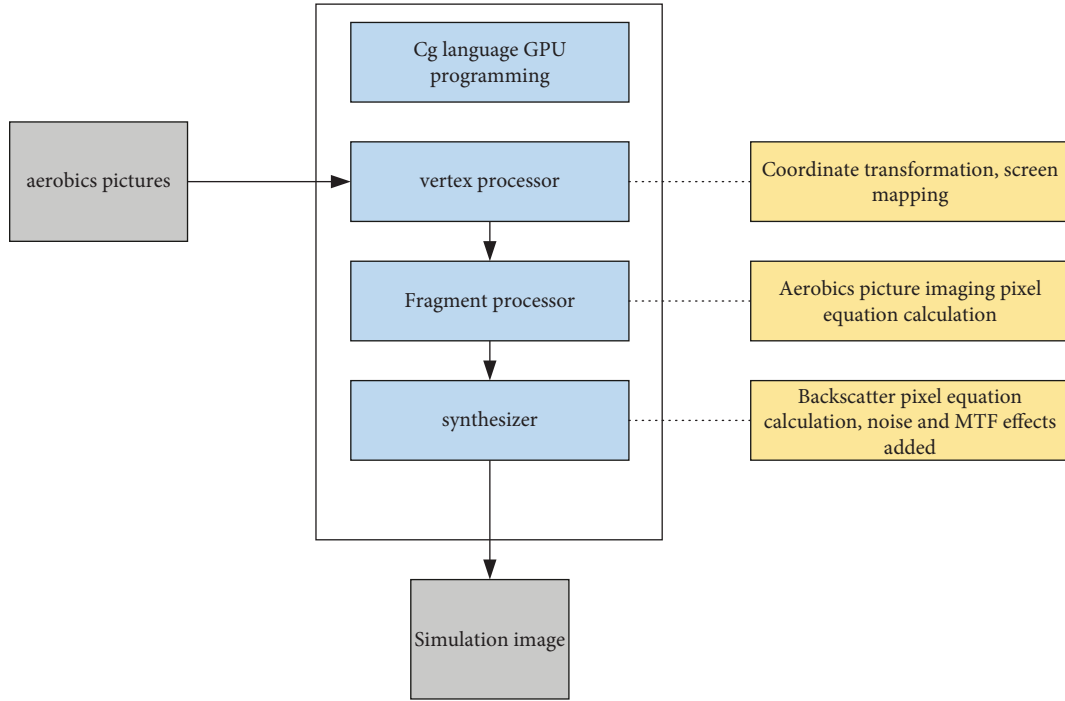 Cg language GPU
programming
aerobics pictures
vertex processor
Coordinate transformation, screen
mapping
Fragment processor
Aerobics picture imaging pixel
equation calculation
synthesizer
Backscatter pixel equation
calculation, noise and MTF effects
added
Simulation image